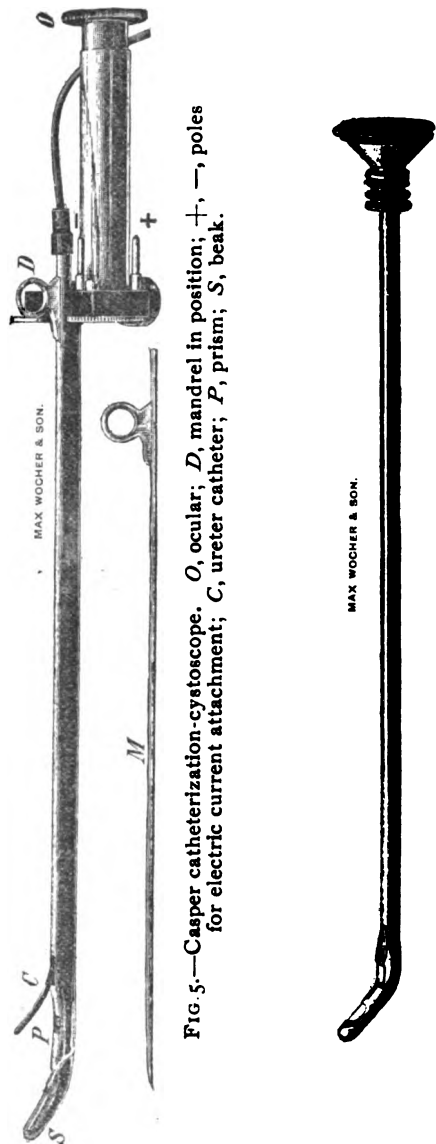 O
D
MAX WOCHER & SON.
+
-
M
C
P
S
FIG. 5.—Casper catheterization-cystoscope. O, ocular; D, mandrel in position; +, —, poles
for electric current attachment; C, ureter catheter; P, prism; S, beak.
MAX WOCHER & SON.